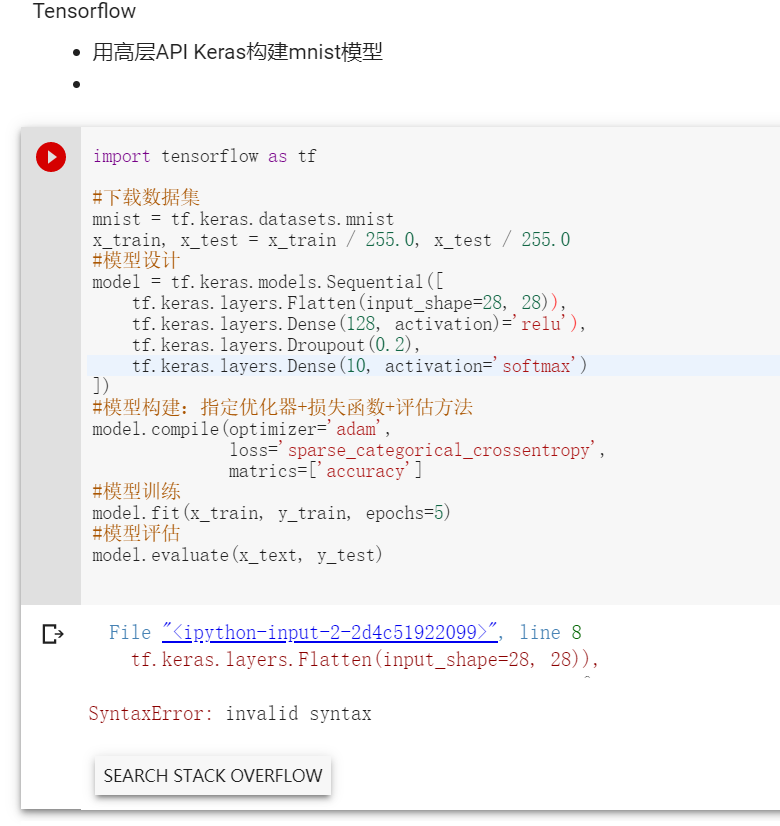 Tensorflow
用高层API Keras构建mnist模型
import tensorflow as tf
#下载数据集
mnist = tf.keras.datasets.mnist
x_train, x_test = x_train / 255.0, x_test / 255.0
#模型设计
model = tf.keras.models.Sequential([
    tf.keras.layers.Flatten(input_shape=28, 28)),
    tf.keras.layers.Dense(128, activation)='relu'),
    tf.keras.layers.Droupout(0.2),
    tf.keras.layers.Dense(10, activation='softmax')
])
#模型构建：指定优化器+损失函数+评估方法
model.compile(optimizer='adam',
              loss='sparse_categorical_crossentropy',
              matrics=['accuracy']
#模型训练
model.fit(x_train, y_train, epochs=5)
#模型评估
model.evaluate(x_text, y_test)
File "<ipython-input-2-2d4c51922099>", line 8
    tf.keras.layers.Flatten(input_shape=28, 28)),
^
SyntaxError: invalid syntax
SEARCH STACK OVERFLOW